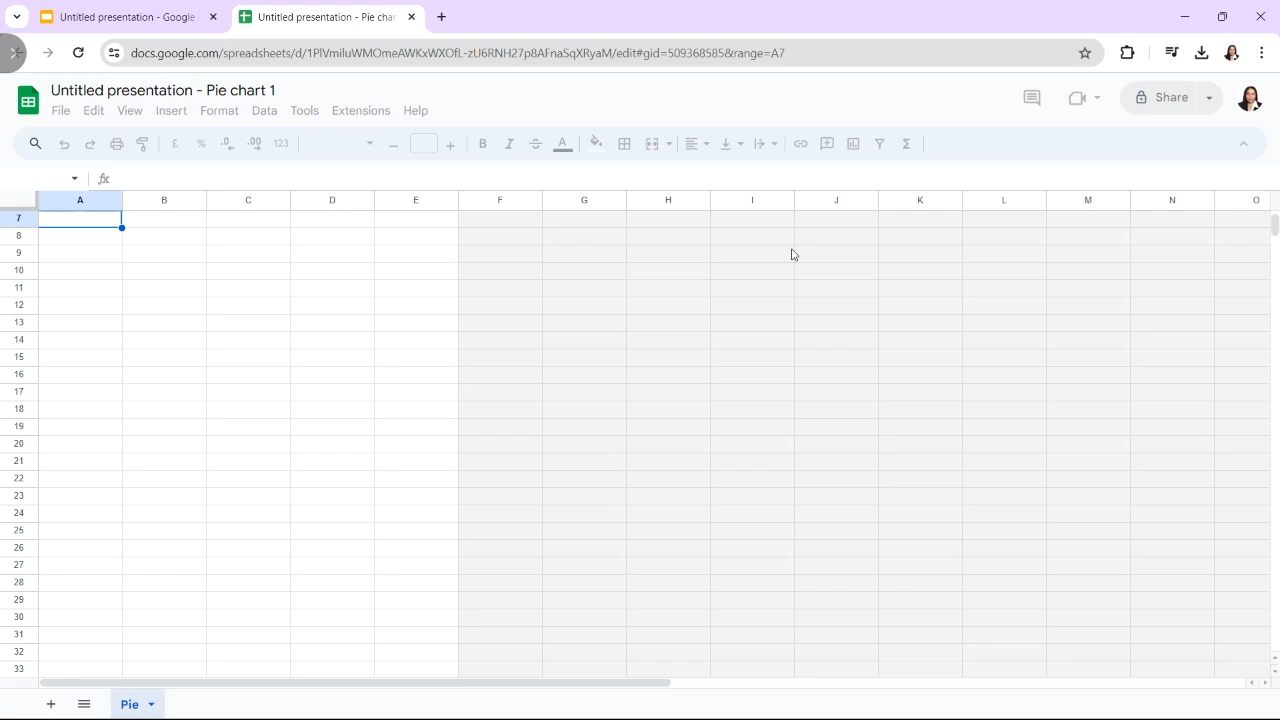 Untitled presentation - Google
Untitled presentation - Pie char
docs.google.com/spreadsheets/d/1PlVmiluWMOmeAWKxWXOfL-zU6RNH27p8AFnaSqXRyaM/edit#gid=509368585&range=A7
Untitled presentation - Pie chart 1
File Edit View Insert Format Data Tools Extensions Help
Share
£ % .0 .00 123 B I S A Σ
fx
A B C D E F G H I J K L M N O
7
8
9
10
11
12
13
14
15
16
17
18
19
20
21
22
23
24
25
26
27
28
29
30
31
32
33
Pie